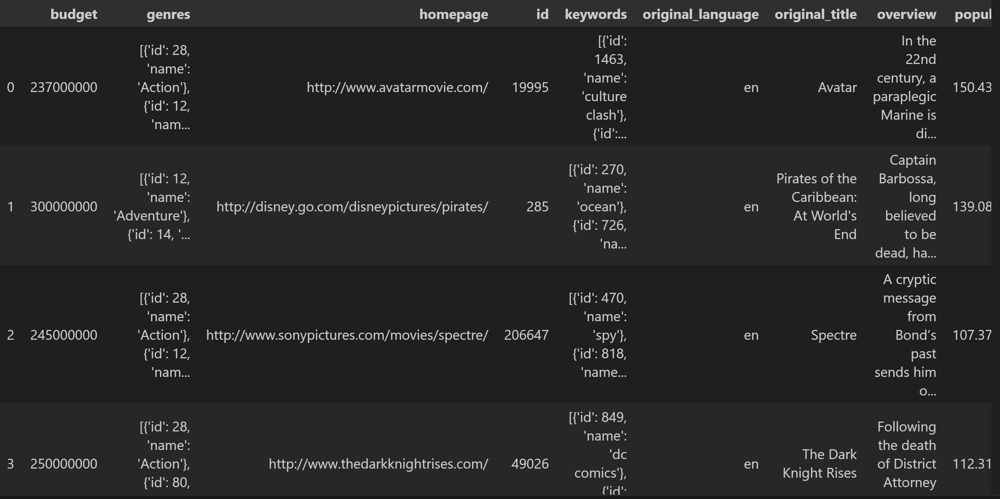 budget genres homepage id keywords original_language original_title overview popul
0 237000000 [{'id': 28, 'name': 'Action'}, {'id': 12, 'nam... http://www.avatarmovie.com/ 19995 [{'id': 1463, 'name': 'culture clash'}, {'id':... en Avatar In the 22nd century, a paraplegic Marine is di... 150.43
1 300000000 [{'id': 12, 'name': 'Adventure'}, {'id': 14, '... http://disney.go.com/disneypictures/pirates/ 285 [{'id': 270, 'name': 'ocean'}, {'id': 726, 'na... en Pirates of the Caribbean: At World's End Captain Barbossa, long believed to be dead, ha... 139.08
2 245000000 [{'id': 28, 'name': 'Action'}, {'id': 12, 'nam... http://www.sonypictures.com/movies/spectre/ 206647 [{'id': 470, 'name': 'spy'}, {'id': 818, 'name... en Spectre A cryptic message from Bond’s past sends him o... 107.37
3 250000000 [{'id': 28, 'name': 'Action'}, {'id': 80, http://www.thedarkknightrises.com/ 49026 [{'id': 849, 'name': 'dc comics'}, {'id': en The Dark Knight Rises Following the death of District Attorney 112.31